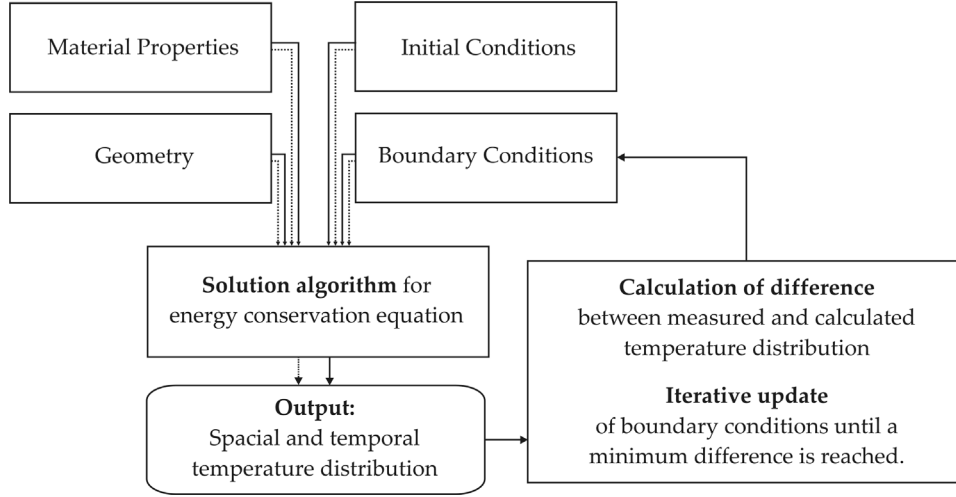 Material Properties
Initial Conditions
Geometry
Boundary Conditions
Solution algorithm for
energy conservation equation
Output:
Spacial and temporal
temperature distribution
Calculation of difference
between measured and calculated
temperature distribution
Iterative update
of boundary conditions until a
minimum difference is reached.